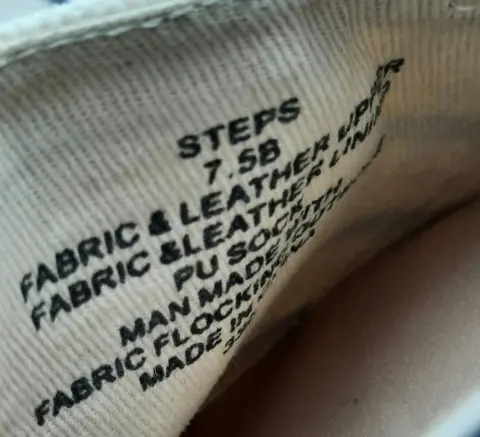 STEPS
7.5B
FABRIC & LEATHER UPPER
FABRIC &LEATHER LINING
PU SOCK
MAN MADE
FABRIC FLOCKING
MADE IN